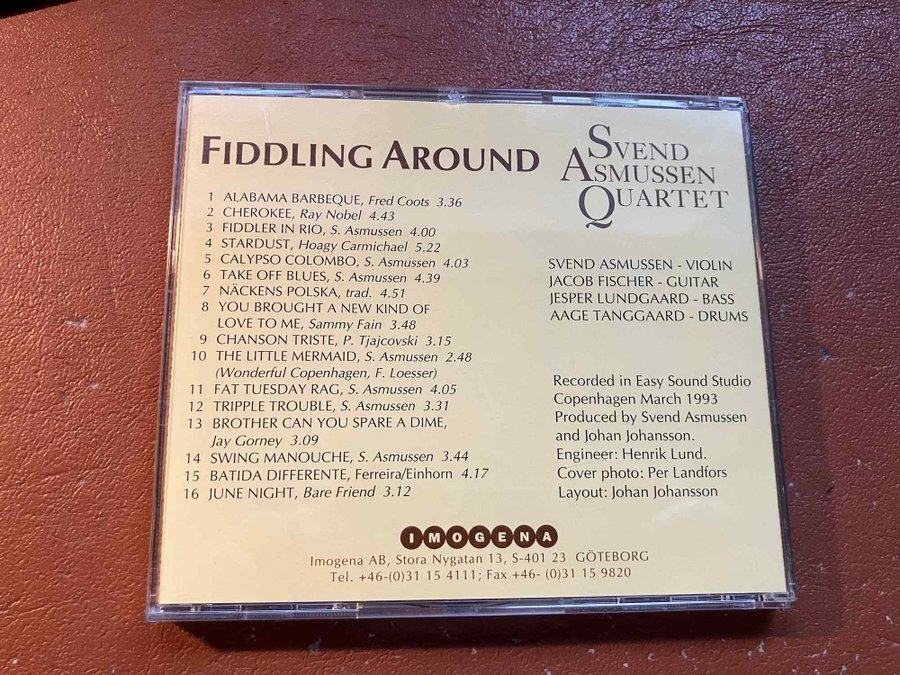 FIDDLING AROUND
1 ALABAMA BARBEQUE, Fred Coots 3.36
2 CHEROKEE, Ray Nobel 4.43
3 FIDDLER IN RIO, S. Asmussen 4.00
4 STARDUST, Hoagy Carmichael 5.22
5 CALYPSO COLOMBO, S. Asmussen 4.03
6 TAKE OFF BLUES, S. Asmussen 4.39
7 NÄCKENS POLSKA, trad. 4.51
8 YOU BROUGHT A NEW KIND OF
LOVE TO ME, Sammy Fain 3.48
9 CHANSON TRISTE, P. Tjajcovski 3.15
10 THE LITTLE MERMAID, S. Asmussen 2.48
(Wonderful Copenhagen, F. Loesser)
11 FAT TUESDAY RAG, S. Asmussen 4.05
12 TRIPPLE TROUBLE, S. Asmussen 3.31
13 BROTHER CAN YOU SPARE A DIME,
Jay Gorney 3.09
14 SWING MANOUCHE, S. Asmussen 3.44
15 BATIDA DIFFERENTE, Ferreira/Einhorn 4.17
16 JUNE NIGHT, Bare Friend 3.12
SVEND
ASMUSSEN
QUARTET
SVEND ASMUSSEN - VIOLIN
JACOB FISCHER - GUITAR
JESPER LUNDGAARD - BASS
AAGE TANGGAARD - DRUMS
Recorded in Easy Sound Studio
Copenhagen March 1993
Produced by Svend Asmussen
and Johan Johansson.
Engineer: Henrik Lund.
Cover photo: Per Landfors
Layout: Johan Johansson
IMOGENA
Imogena AB, Stora Nygatan 13, S-401 23 GÖTEBORG
Tel. +46-(0)31 15 4111; Fax +46- (0)31 15 9820